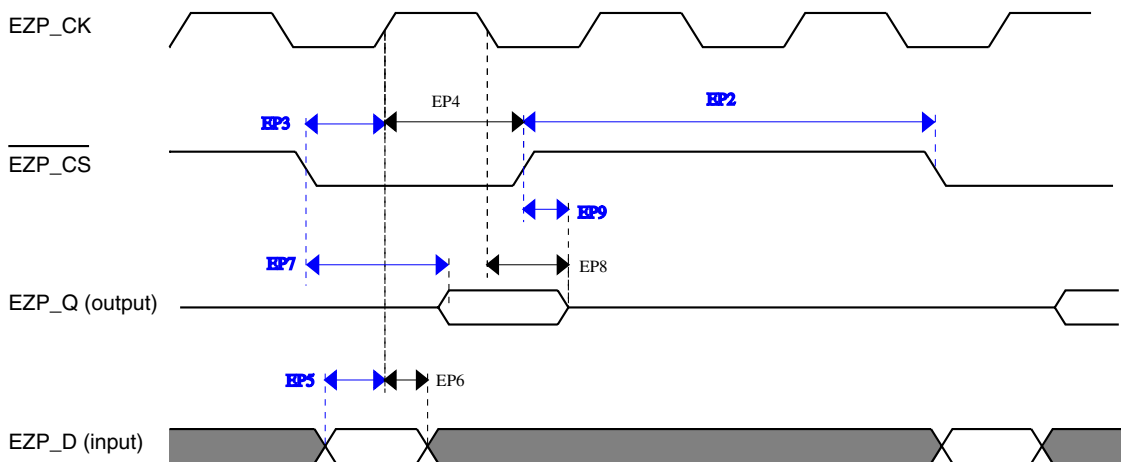 EZP_CK
EP4
EP2
EP3
EZP_CS
EP9
EP7
EP8
EZP_Q (output)
EP5
EP6
EZP_D (input)